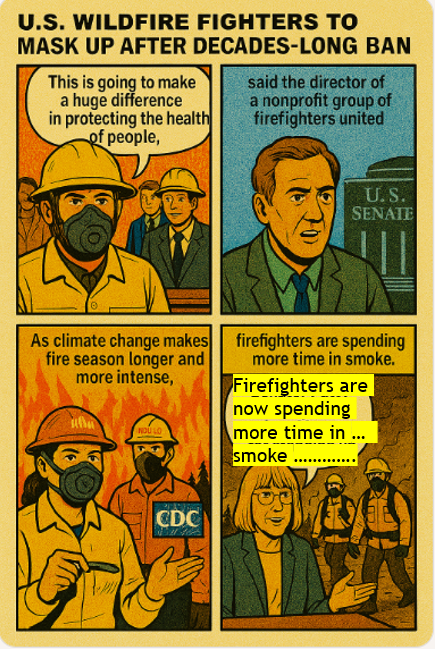 U.S. WILDFIRE FIGHTERS TO
MASK UP AFTER DECADES-LONG BAN
This is going to make
a huge difference
in protecting the health
of people,
said the director of
a nonprofit group of
firefighters united
U.S.
SENATE
As climate change makes
fire season longer and
more intense,
NDU LO
CDC
firefighters are spending
more time in smoke.
Firefighters are
now spending
more time in ...
smoke ............